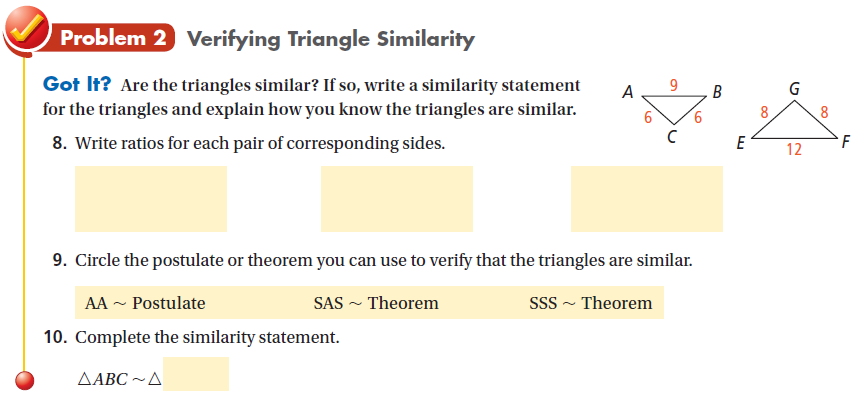 Problem 2 Verifying Triangle Similarity
Got It? Are the triangles similar? If so, write a similarity statement
for the triangles and explain how you know the triangles are similar.
A 9 B
6 6
C
G
8 8
E F
12
8. Write ratios for each pair of corresponding sides.
9. Circle the postulate or theorem you can use to verify that the triangles are similar.
AA ~ Postulate SAS ~ Theorem SSS ~ Theorem
10. Complete the similarity statement.
△ABC ~ △